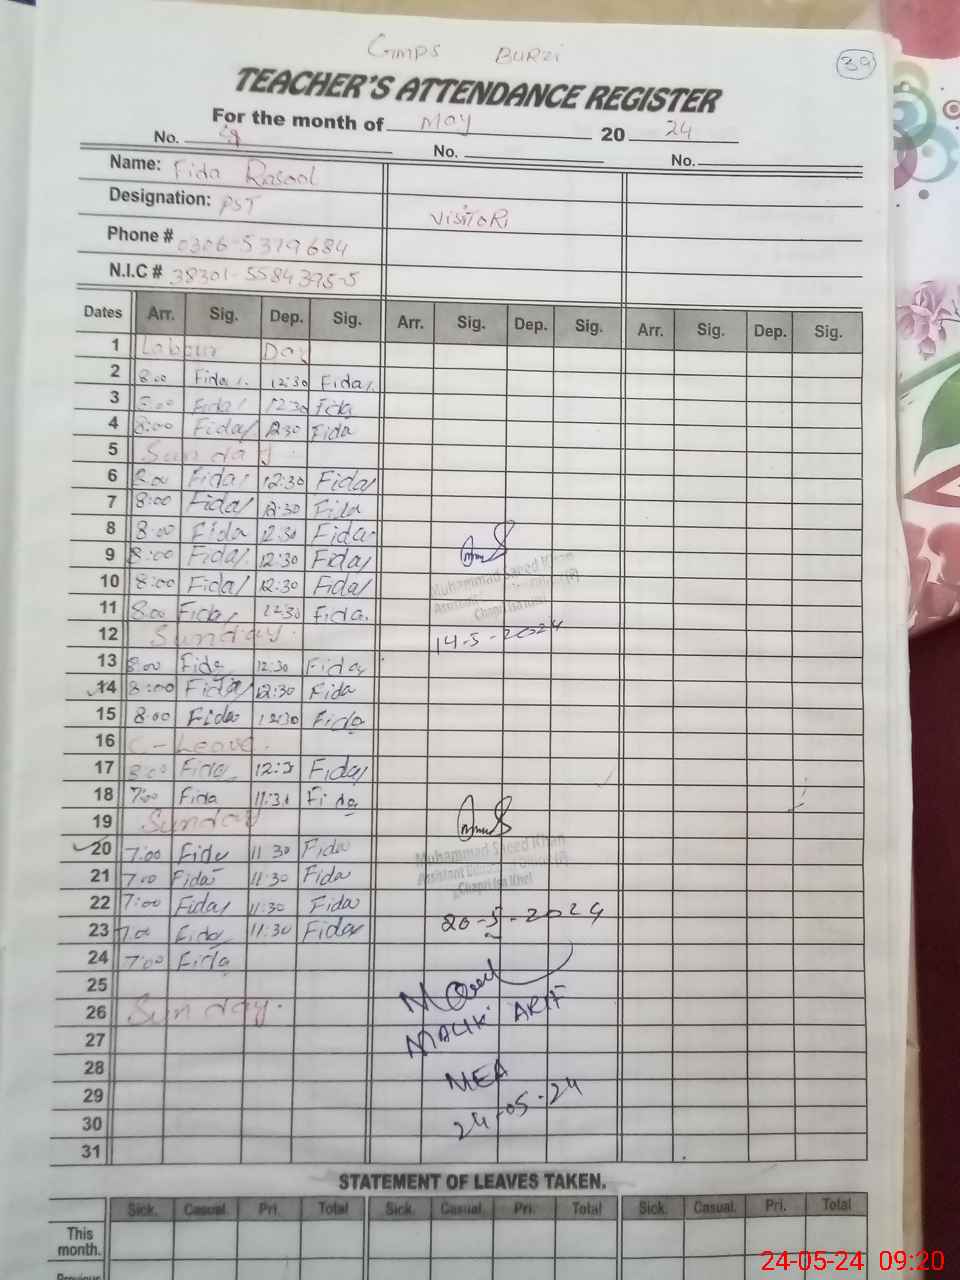 GMPS BURZI
39
TEACHER'S ATTENDANCE REGISTER
For the month of May 20 24
No. No. No.
Name: Fida Rasool
Designation: PST
VISITORS
Phone # 0306-5379684
N.I.C # 38301-5584375-5
Dates Arr. Sig. Dep. Sig. Arr. Sig. Dep. Sig. Arr. Sig. Dep. Sig.
1 Labour Day
2 8:00 Fida 12:30 Fida
3 8:00 Fida 12:30 Fida
4 8:00 Fida 12:30 Fida
5 Sunday
6 8:00 Fida 12:30 Fida
7 8:00 Fida 12:30 Fida
8 8:00 Fida 12:30 Fida
9 8:00 Fida 12:30 Fida
10 8:00 Fida 12:30 Fida
Muhammad Saeed Khan
11 8:00 Fida 12:30 Fida
12 Sunday
14-5-2024
13 8:00 Fida 12:30 Fida
14 8:00 Fida 12:30 Fida
15 8:00 Fida 12:30 Fida
16 C-Leave.
17 8:00 Fida 12:30 Fida
18 7:00 Fida 11:30 Fida
19 Sunday
20 7:00 Fida 11:30 Fida
Muhammad Saeed Khan
21 7:00 Fida 11:30 Fida
22 7:00 Fida 11:30 Fida
20-5-2024
23 7:00 Fida 11:30 Fida
24 7:00 Fida
25
26 Sunday.
MALIK ARIF
27
28
MEA
29
24-05-24
30
31
STATEMENT OF LEAVES TAKEN.
Sick. Casual. Pri. Total Sick. Casual. Pri. Total Sick. Casual. Pri. Total
This month.
Previous
24-05-24 09:20